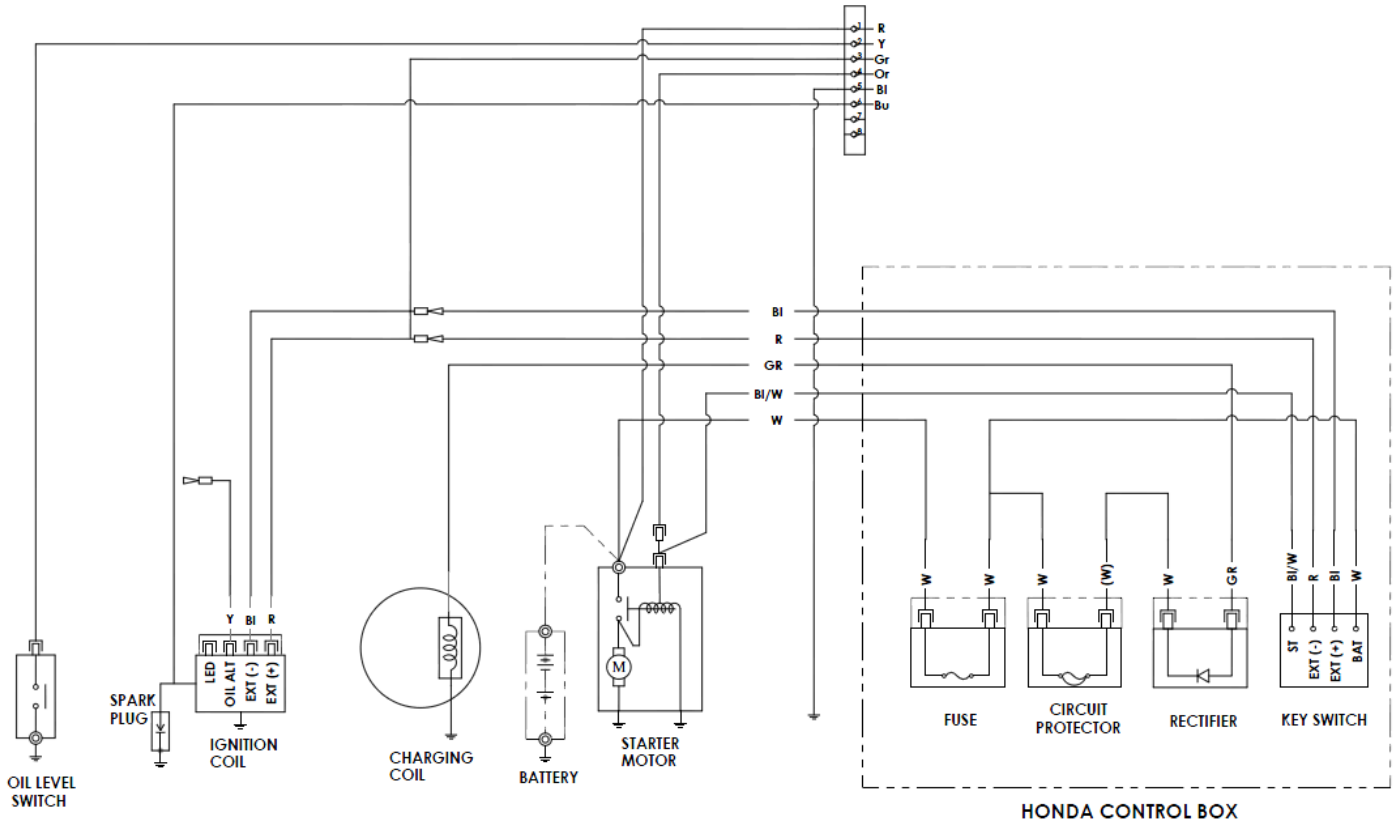 1 R
2 Y
3 Gr
4 Or
5 Bl
6 Bu
7
8
Bl
R
GR
Bl/W
W
W
W
W
(W)
W
GR
Bl/W
R
Bl
W
Y Bl R
LED
OIL ALT
EXT (-)
EXT (+)
M
ST
EXT (-)
EXT (+)
BAT
SPARK
PLUG
IGNITION
COIL
OIL LEVEL
SWITCH
CHARGING
COIL
BATTERY
STARTER
MOTOR
FUSE
CIRCUIT
PROTECTOR
RECTIFIER
KEY SWITCH
HONDA CONTROL BOX